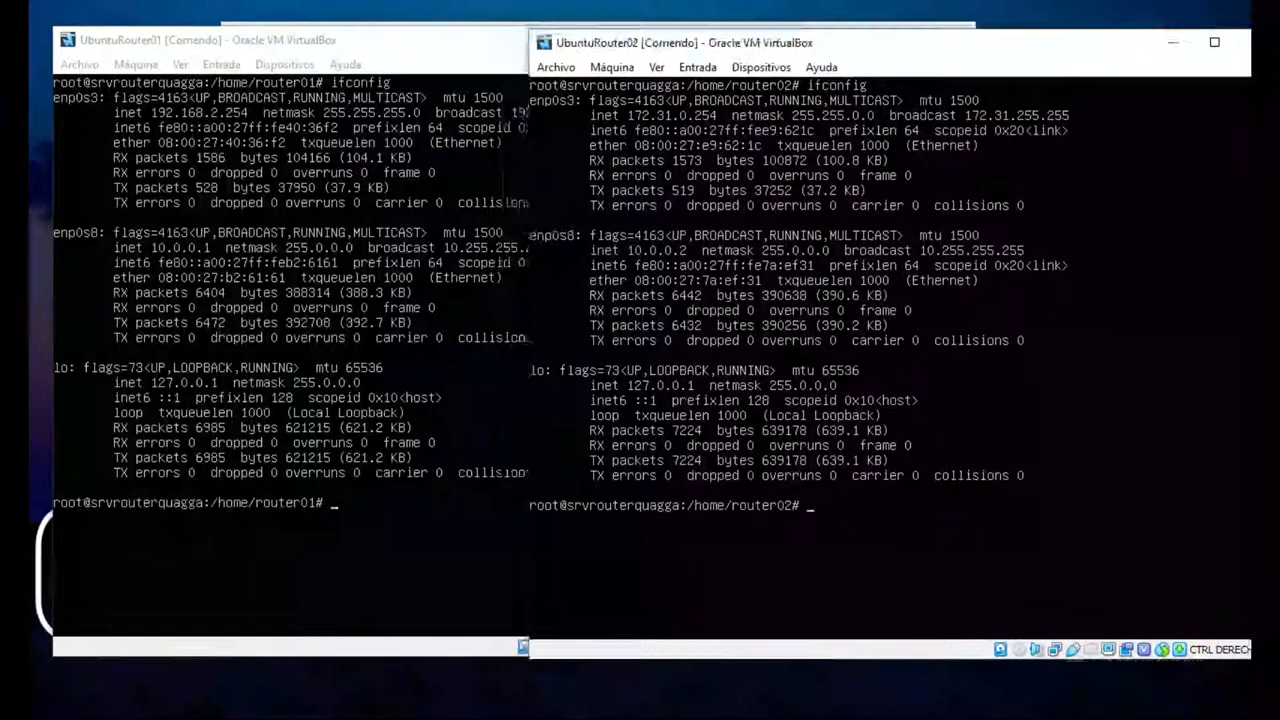 UbuntuRouter01 [Corriendo] - Oracle VM VirtualBox
Archivo Máquina Ver Entrada Dispositivos Ayuda
root@srvrouterquagga:/home/router01# ifconfig
enp0s3: flags=4163<UP,BROADCAST,RUNNING,MULTICAST> mtu 1500
inet 192.168.2.254 netmask 255.255.255.0 broadcast 192
inet6 fe80::a00:27ff:fe40:36f2 prefixlen 64 scopeid 0
ether 08:00:27:40:36:f2 txqueuelen 1000 (Ethernet)
RX packets 1586 bytes 104166 (104.1 KB)
RX errors 0 dropped 0 overruns 0 frame 0
TX packets 528 bytes 37950 (37.9 KB)
TX errors 0 dropped 0 overruns 0 carrier 0 collision
enp0s8: flags=4163<UP,BROADCAST,RUNNING,MULTICAST> mtu 1500
inet 10.0.0.1 netmask 255.0.0.0 broadcast 10.255.255.
inet6 fe80::a00:27ff:feb2:6161 prefixlen 64 scopeid 0
ether 08:00:27:b2:61:61 txqueuelen 1000 (Ethernet)
RX packets 6404 bytes 388314 (388.3 KB)
RX errors 0 dropped 0 overruns 0 frame 0
TX packets 6472 bytes 392708 (392.7 KB)
TX errors 0 dropped 0 overruns 0 carrier 0 collision
lo: flags=73<UP,LOOPBACK,RUNNING> mtu 65536
inet 127.0.0.1 netmask 255.0.0.0
inet6 ::1 prefixlen 128 scopeid 0x10<host>
loop txqueuelen 1000 (Local Loopback)
RX packets 6985 bytes 621215 (621.2 KB)
RX errors 0 dropped 0 overruns 0 frame 0
TX packets 6985 bytes 621215 (621.2 KB)
TX errors 0 dropped 0 overruns 0 carrier 0 collision
root@srvrouterquagga:/home/router01# _
UbuntuRouter02 [Corriendo] - Oracle VM VirtualBox
Archivo Máquina Ver Entrada Dispositivos Ayuda
root@srvrouterquagga:/home/router02# ifconfig
enp0s3: flags=4163<UP,BROADCAST,RUNNING,MULTICAST> mtu 1500
inet 172.31.0.254 netmask 255.255.0.0 broadcast 172.31.255.255
inet6 fe80::a00:27ff:fee9:621c prefixlen 64 scopeid 0x20<link>
ether 08:00:27:e9:62:1c txqueuelen 1000 (Ethernet)
RX packets 1573 bytes 100872 (100.8 KB)
RX errors 0 dropped 0 overruns 0 frame 0
TX packets 519 bytes 37252 (37.2 KB)
TX errors 0 dropped 0 overruns 0 carrier 0 collisions 0
enp0s8: flags=4163<UP,BROADCAST,RUNNING,MULTICAST> mtu 1500
inet 10.0.0.2 netmask 255.0.0.0 broadcast 10.255.255.255
inet6 fe80::a00:27ff:fe7a:ef31 prefixlen 64 scopeid 0x20<link>
ether 08:00:27:7a:ef:31 txqueuelen 1000 (Ethernet)
RX packets 6442 bytes 390638 (390.6 KB)
RX errors 0 dropped 0 overruns 0 frame 0
TX packets 6432 bytes 390256 (390.2 KB)
TX errors 0 dropped 0 overruns 0 carrier 0 collisions 0
lo: flags=73<UP,LOOPBACK,RUNNING> mtu 65536
inet 127.0.0.1 netmask 255.0.0.0
inet6 ::1 prefixlen 128 scopeid 0x10<host>
loop txqueuelen 1000 (Local Loopback)
RX packets 7224 bytes 639178 (639.1 KB)
RX errors 0 dropped 0 overruns 0 frame 0
TX packets 7224 bytes 639178 (639.1 KB)
TX errors 0 dropped 0 overruns 0 carrier 0 collisions 0
root@srvrouterquagga:/home/router02# _
CTRL DERECH